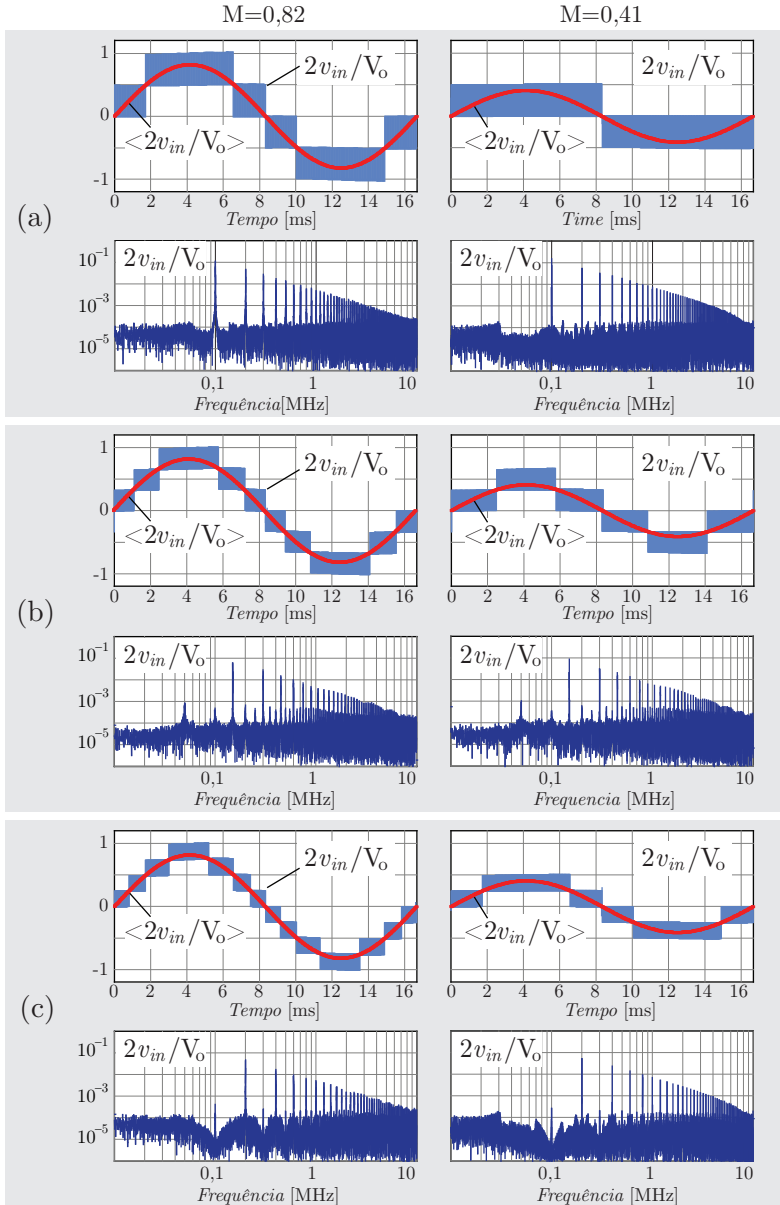 M=0,82 M=0,41
(a)
1
0
-1
2v_in/V_o
<2v_in/V_o>
0 2 4 6 8 10 12 14 16
Tempo [ms]
2v_in/V_o
<2v_in/V_o>
0 2 4 6 8 10 12 14 16
Time [ms]
2v_in/V_o
10^-1
10^-3
10^-5
0,1 1 10
Frequência[MHz]
2v_in/V_o
0,1 1 10
Frequência [MHz]
(b)
1
0
-1
2v_in/V_o
<2v_in/V_o>
0 2 4 6 8 10 12 14 16
Tempo [ms]
2v_in/V_o
<2v_in/V_o>
0 2 4 6 8 10 12 14 16
Tempo [ms]
2v_in/V_o
10^-1
10^-3
10^-5
0,1 1 10
Frequência [MHz]
2v_in/V_o
0,1 1 10
Frequencia [MHz]
(c)
1
0
-1
2v_in/V_o
<2v_in/V_o>
0 2 4 6 8 10 12 14 16
Tempo [ms]
2v_in/V_o
<2v_in/V_o>
0 2 4 6 8 10 12 14 16
Tempo [ms]
2v_in/V_o
10^-1
10^-3
10^-5
0,1 1 10
Frequência [MHz]
2v_in/V_o
0,1 1 10
Frequência [MHz]